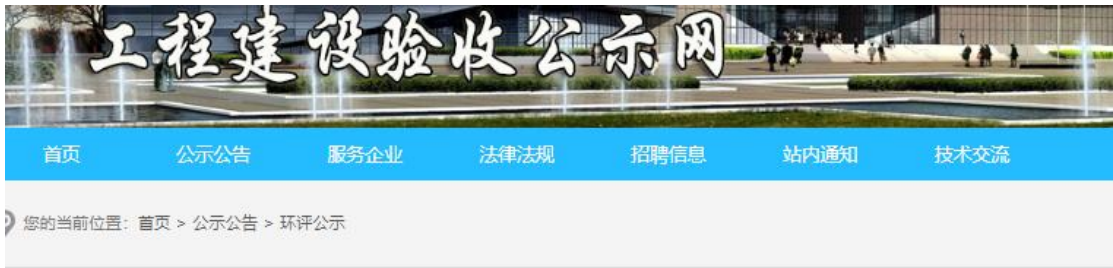 工程建设验收公示网
首页 公示公告 服务企业 法律法规 招聘信息 站内通知 技术交流
您的当前位置：首页 > 公示公告 > 环评公示